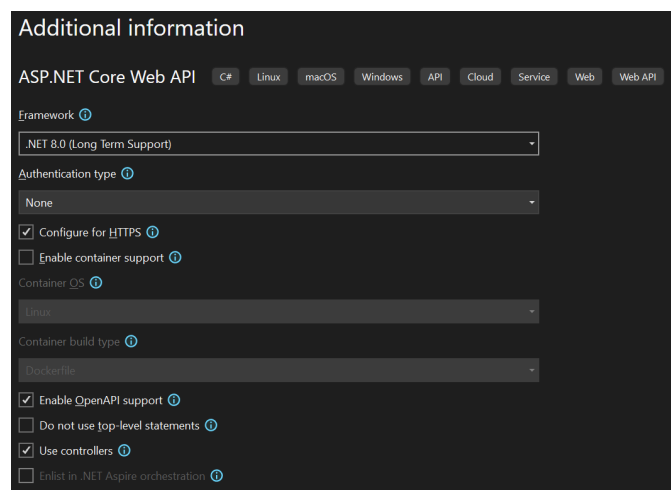 Additional information
ASP.NET Core Web API C# Linux macOS Windows API Cloud Service Web Web API
Framework
.NET 8.0 (Long Term Support)
Authentication type
None
Configure for HTTPS
Enable container support
Container OS
Linux
Container build type
Dockerfile
Enable OpenAPI support
Do not use top-level statements
Use controllers
Enlist in .NET Aspire orchestration